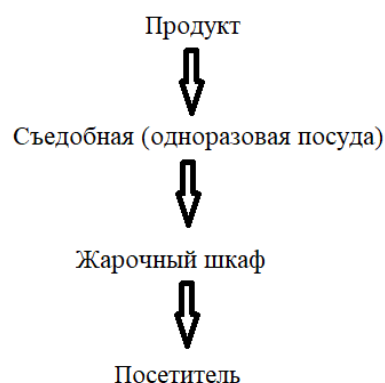 Продукт
Съедобная (одноразовая посуда)
Жарочный шкаф
Посетитель